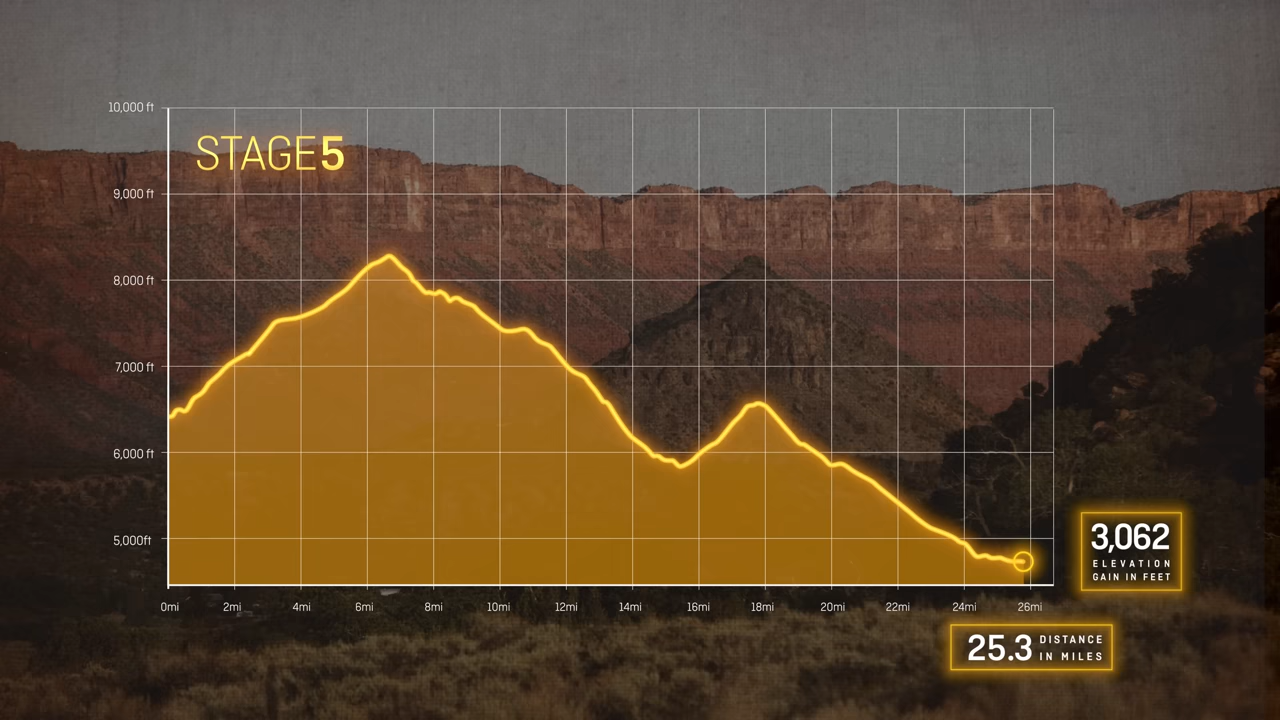 10,000 ft
STAGE5
9,000 ft
8,000 ft
7,000 ft
6,000 ft
5,000ft
0mi 2mi 4mi 6mi 8mi 10mi 12mi 14mi 16mi 18mi 20mi 22mi 24mi 26mi
3,062
ELEVATION
GAIN IN FEET
25.3 DISTANCE
IN MILES